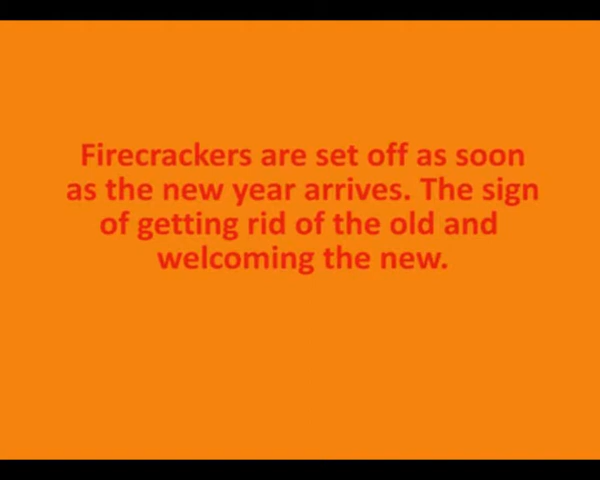 Firecrackers are set off as soon
as the new year arrives. The sign
of getting rid of the old and
welcoming the new.